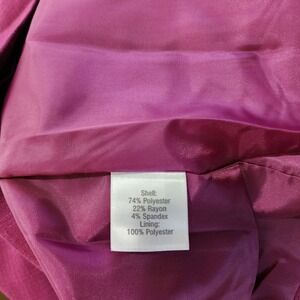 Shell:
74% Polyester
22% Rayon
4% Spandex
Lining:
100% Polyester